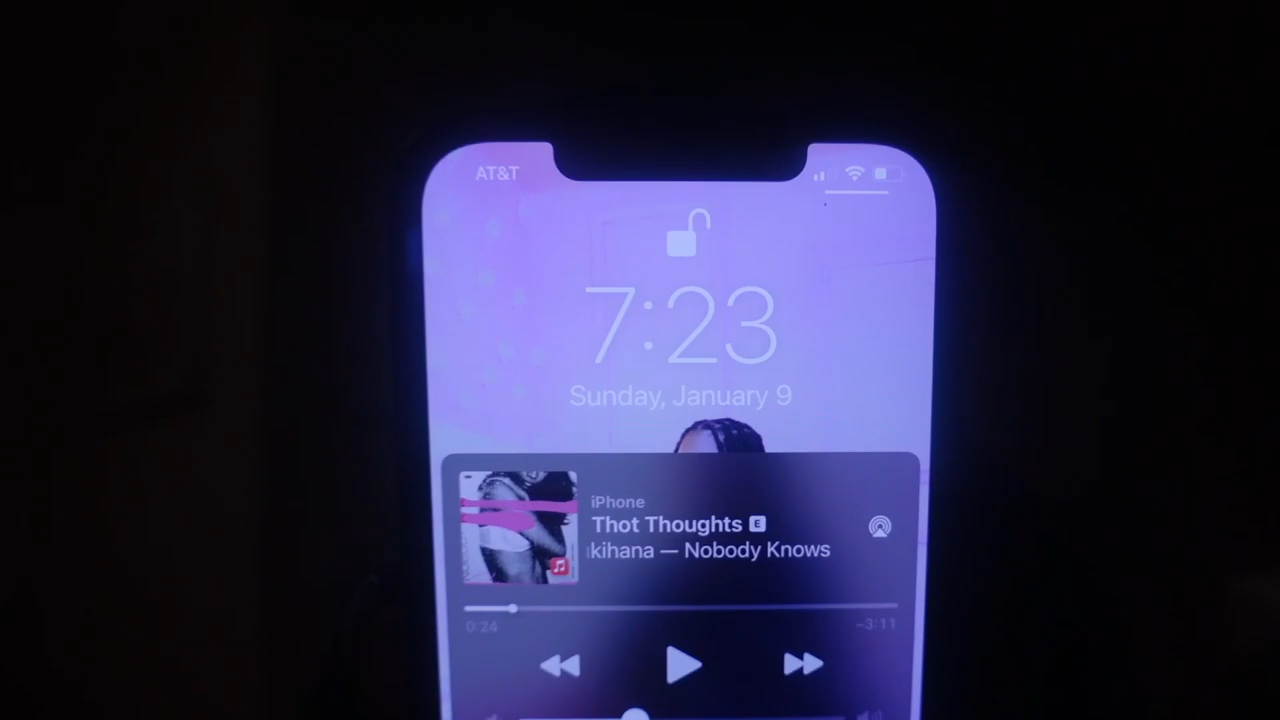 AT&T
7:23
Sunday, January 9
iPhone
Thot Thoughts E
kihana — Nobody Knows
0:24
-3:11